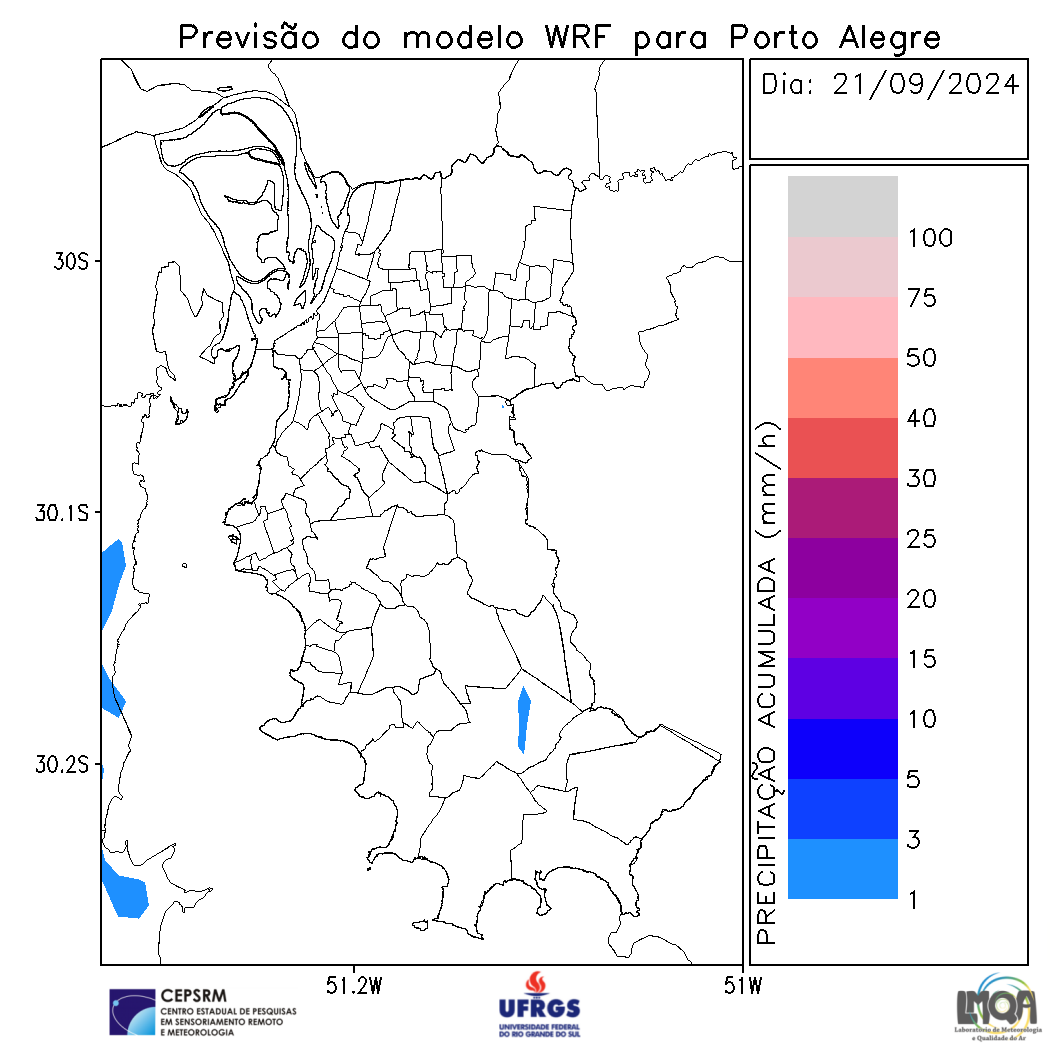 Previsão do modelo WRF para Porto Alegre
Dia: 21/09/2024
30S
30.1S
30.2S
51.2W
51W
PRECIPITAÇÃO ACUMULADA (mm/h)
100
75
50
40
30
25
20
15
10
5
3
1
CEPSRM
CENTRO ESTADUAL DE PESQUISAS
EM SENSORIAMENTO REMOTO
E METEOROLOGIA
UFRGS
UNIVERSIDADE FEDERAL
DO RIO GRANDE DO SUL
LMQA
Laboratório de Meteorologia
e Qualidade do Ar